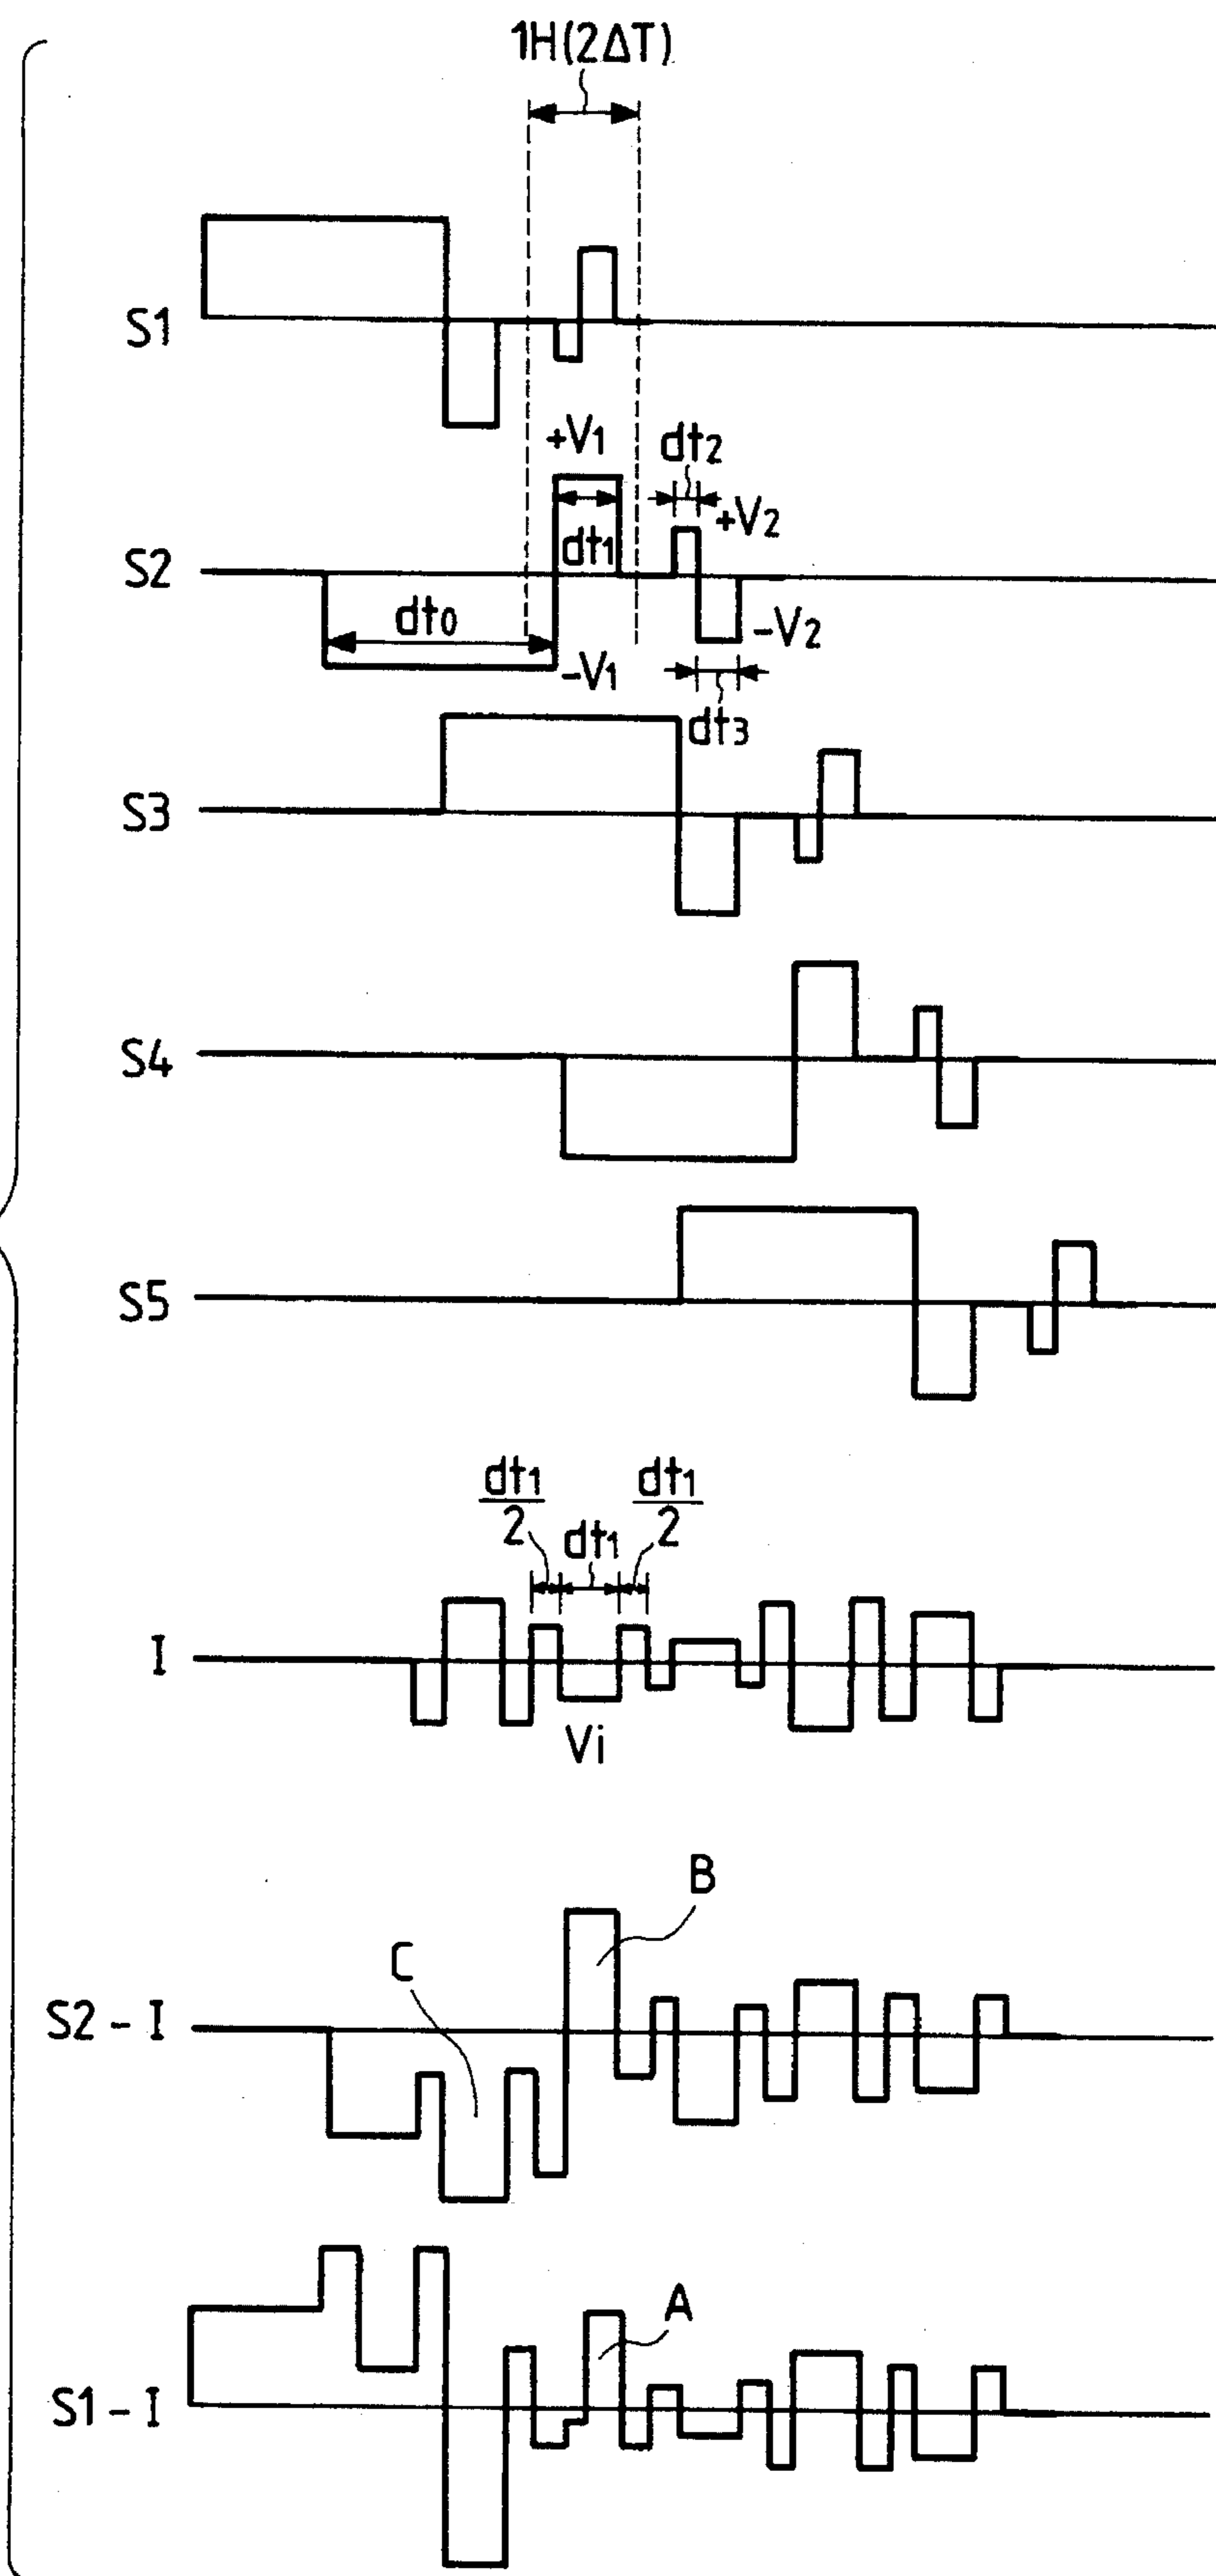 1H(2ΔT)
S1
+V1
dt2
+V2
S2
dt1
dt0
-V1
-V2
dt3
S3
S4
S5
dt1/2
dt1
dt1/2
I
Vi
B
C
S2 - I
A
S1 - I